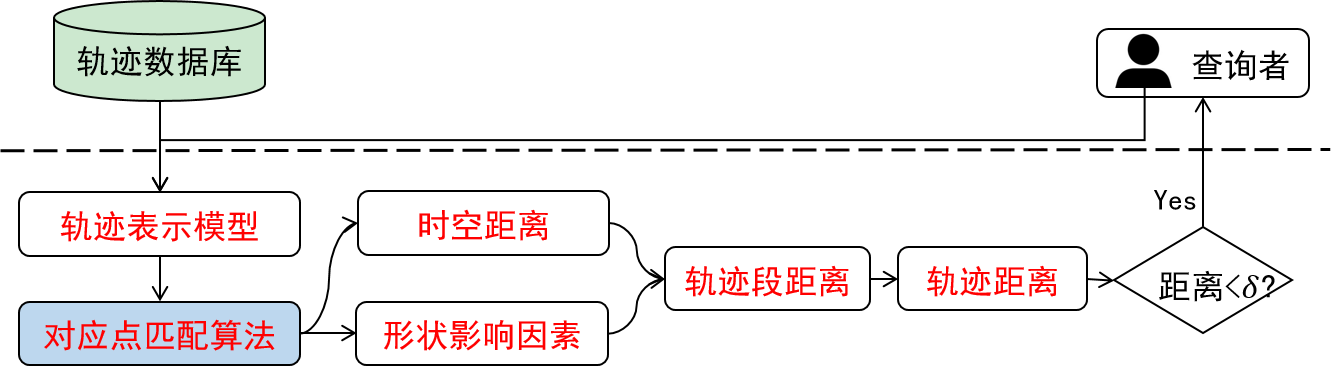 轨迹数据库
查询者
Yes
轨迹表示模型
时空距离
轨迹段距离
轨迹距离
距离<δ?
对应点匹配算法
形状影响因素